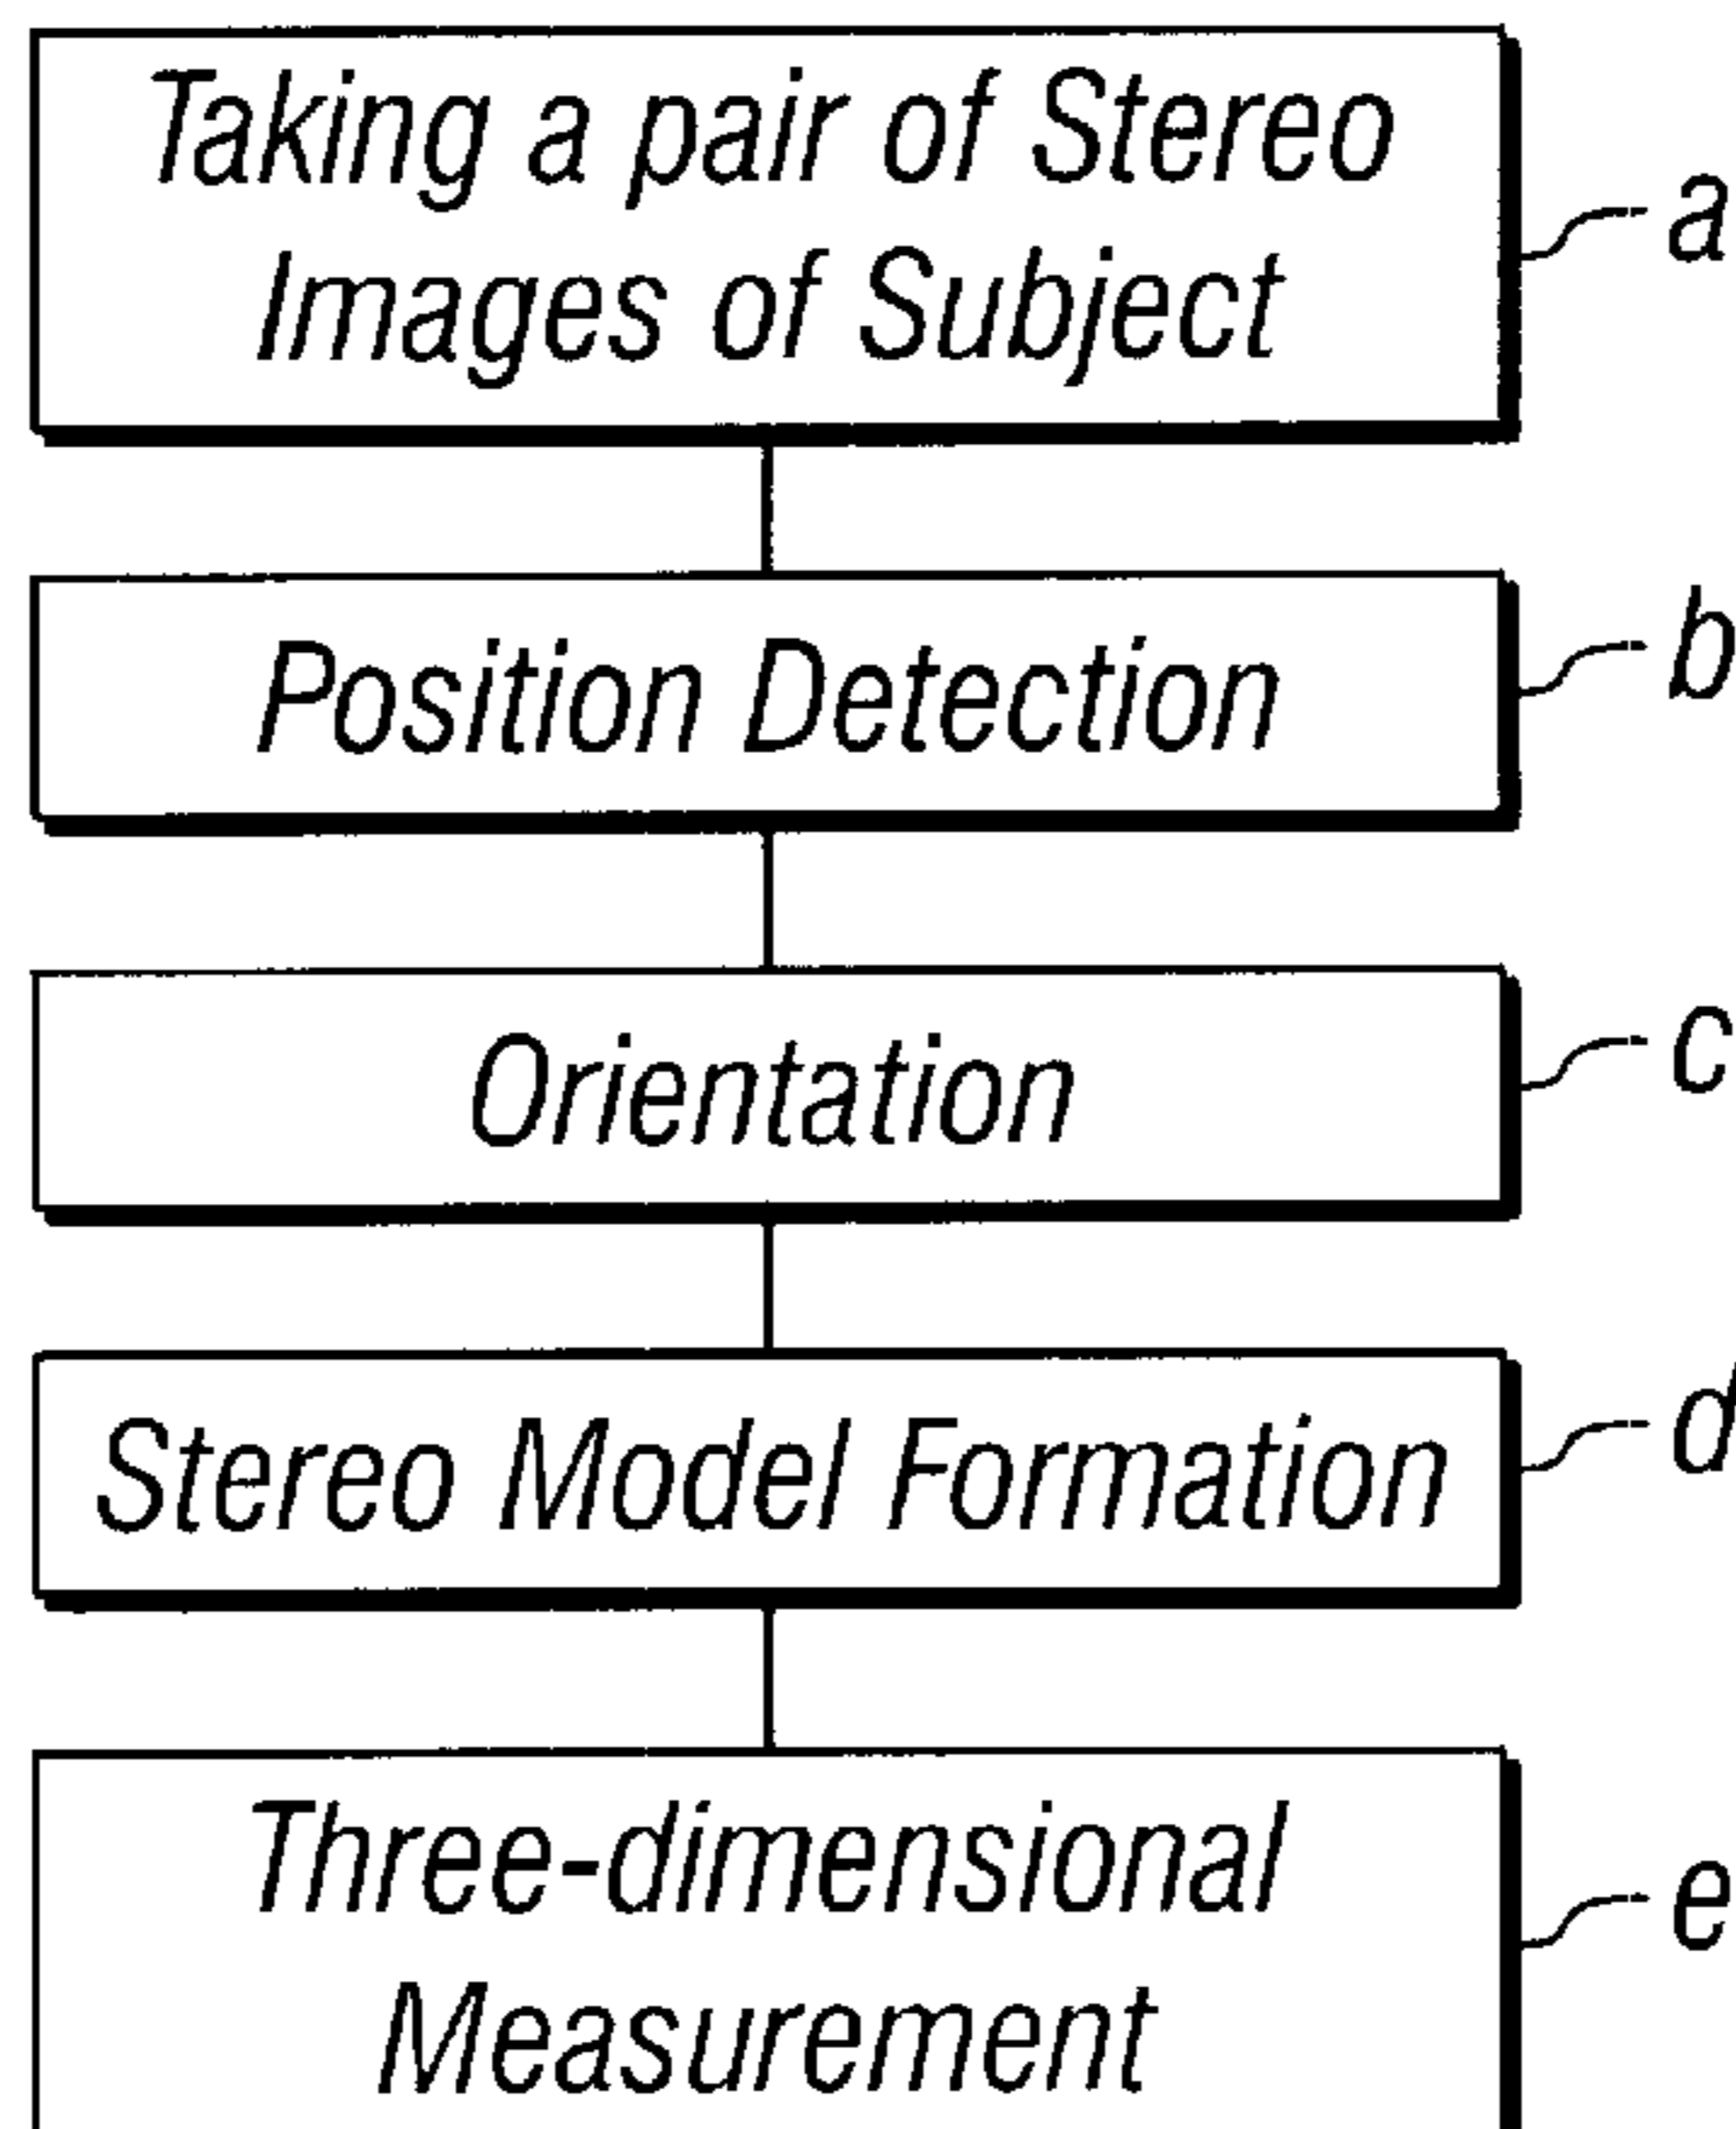 Taking a pair of Stereo
Images of Subject
a
Position Detection
b
Orientation
c
Stereo Model Formation
d
Three-dimensional
Measurement
e